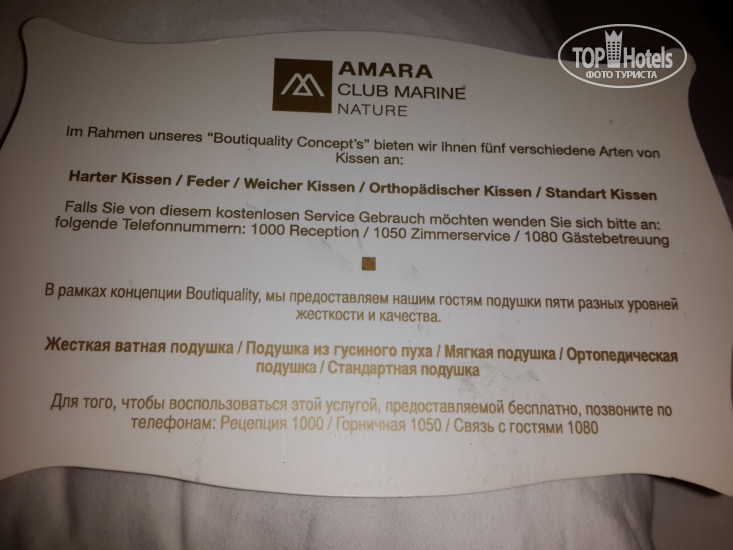 TOP Hotels
ФОТО ТУРИСТА
AMARA
CLUB MARINE
NATURE
Im Rahmen unseres “Boutiquality Concept's” bieten wir Ihnen fünf verschiedene Arten von
Kissen an:
Harter Kissen / Feder / Weicher Kissen / Orthopädischer Kissen / Standart Kissen
Falls Sie von diesem kostenlosen Service Gebrauch möchten wenden Sie sich bitte an:
folgende Telefonnummern: 1000 Reception / 1050 Zimmerservice / 1080 Gästebetreuung
В рамках концепции Boutiquality, мы предоставляем нашим гостям подушки пяти разных уровней
жесткости и качества.
Жесткая ватная подушка / Подушка из гусиного пуха / Мягкая подушка / Ортопедическая
подушка / Стандартная подушка
Для того, чтобы воспользоваться этой услугой, предоставляемой бесплатно, позвоните по
телефонам: Рецепция 1000 / Горничная 1050 / Связь с гостями 1080